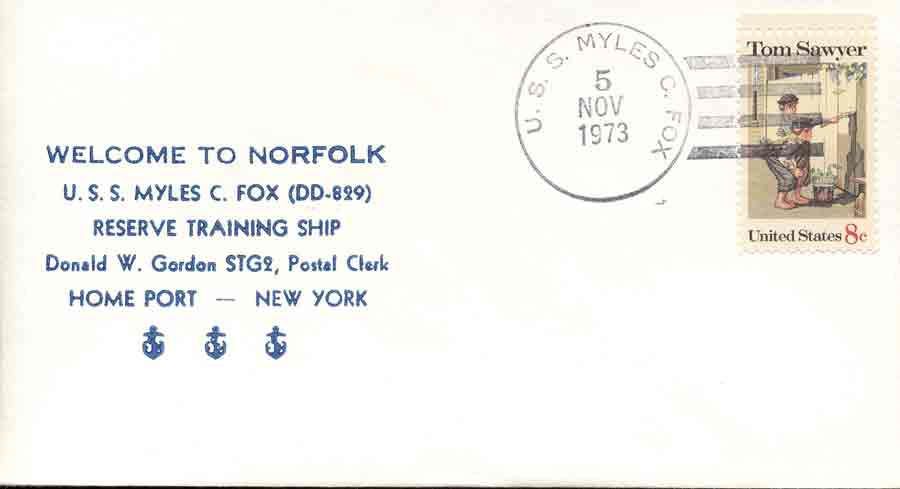 WELCOME TO NORFOLK
U. S. S. MYLES C. FOX (DD-829)
RESERVE TRAINING SHIP
Donald W. Gordon STG2, Postal Clerk
HOME PORT — NEW YORK
U. S. S. MYLES C. FOX
5
NOV
1973
Tom Sawyer
United States 8c